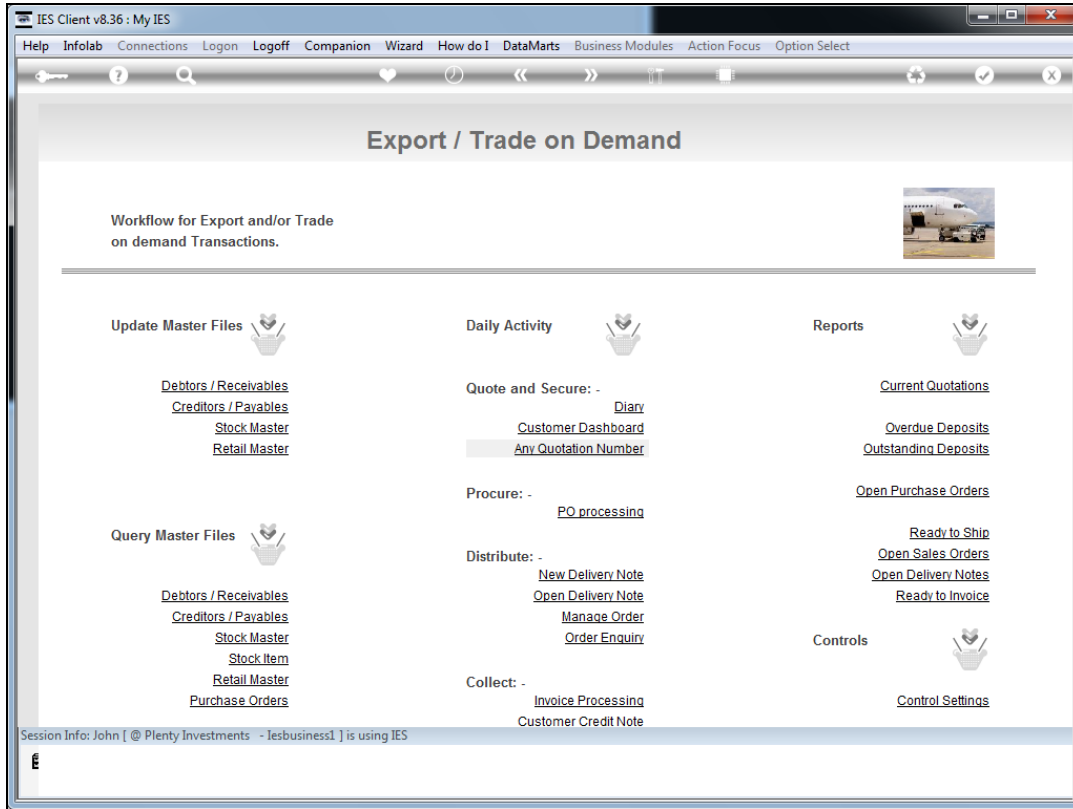 IES Client v8.36 : My IES
Help Infolab Connections Logon Logoff Companion Wizard How do I DataMarts Business Modules Action Focus Option Select
Export / Trade on Demand
Workflow for Export and/or Trade
on demand Transactions.
Update Master Files
Debtors / Receivables
Creditors / Payables
Stock Master
Retail Master
Query Master Files
Debtors / Receivables
Creditors / Payables
Stock Master
Stock Item
Retail Master
Purchase Orders
Daily Activity
Quote and Secure: -
Diary
Customer Dashboard
Any Quotation Number
Procure: -
PO processing
Distribute: -
New Delivery Note
Open Delivery Note
Manage Order
Order Enquiry
Collect: -
Invoice Processing
Customer Credit Note
Reports
Current Quotations
Overdue Deposits
Outstanding Deposits
Open Purchase Orders
Ready to Ship
Open Sales Orders
Open Delivery Notes
Ready to Invoice
Controls
Control Settings
Session Info: John [ @ Plenty Investments - Iesbusiness1 ] is using IES